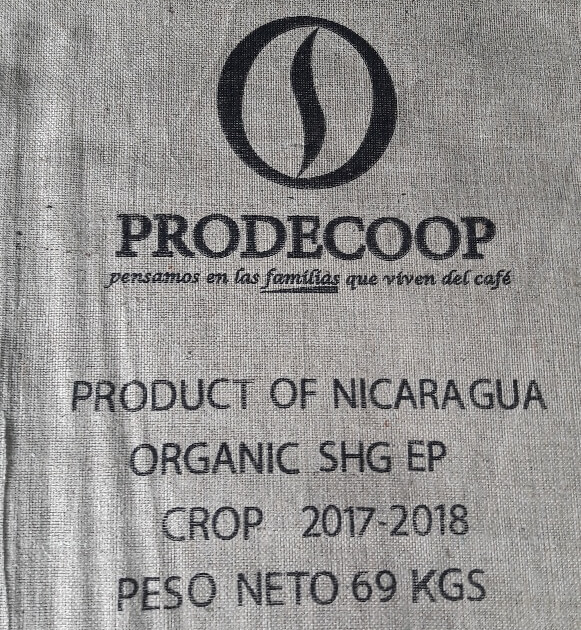 PRODECOOP
pensamos en las familias que viven del café
PRODUCT OF NICARAGUA
ORGANIC SHG EP
CROP 2017-2018
PESO NETO 69 KGS